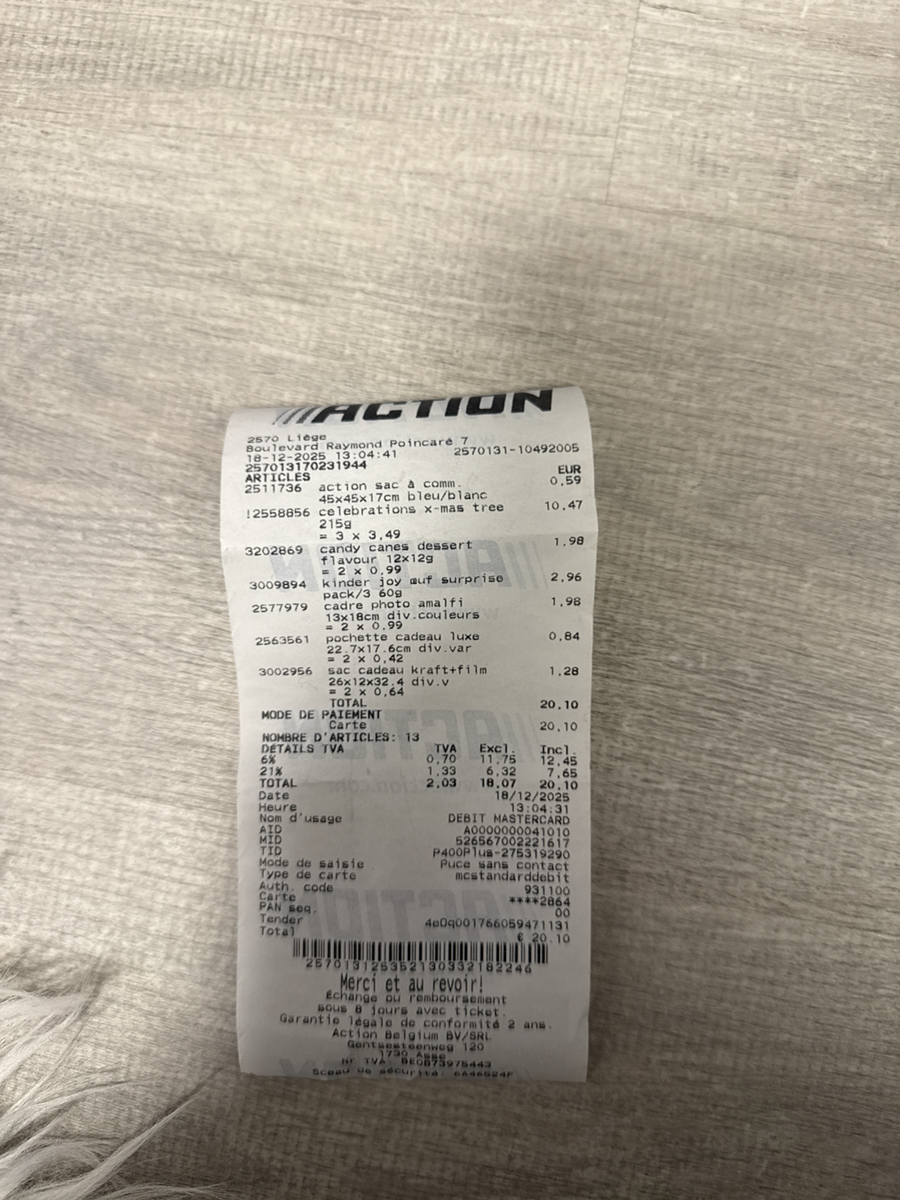 ACTION
2570 Liège
Boulevard Raymond Poincaré 7
18-12-2025 13:04:41 2570131-10492005
257013170231944
ARTICLES EUR
2511736 action sac à comm. 0,59
45x45x17cm bleu/blanc
!2558856 celebrations x-mas tree 10,47
215g
= 3 x 3,49
3202869 candy canes dessert 1,98
flavour 12x12g
= 2 x 0,99
3009894 kinder joy œuf surprise 2,96
pack/3 60g
2577979 cadre photo amalfi 1,98
13x18cm div.couleurs
= 2 x 0,99
2563561 pochette cadeau luxe 0,84
22.7x17.6cm div.var
= 2 x 0,42
3002956 sac cadeau kraft+film 1,28
26x12x32.4 div.v
= 2 x 0,64
TOTAL 20,10
MODE DE PAIEMENT
Carte 20,10
NOMBRE D'ARTICLES: 13
DÉTAILS TVA TVA Excl. Incl.
6% 0,70 11,75 12,45
21% 1,33 6,32 7,65
TOTAL 2,03 18,07 20,10
Date 18/12/2025
Heure 13:04:31
Nom d'usage DEBIT MASTERCARD
AID A0000000041010
MID 526567002221617
TID P400Plus-275319290
Mode de saisie Puce sans contact
Type de carte mcstandarddebit
Auth. code 931100
Carte ****2864
PAN seq. 00
Tender 4e0q001766059471131
Total € 20.10
Merci et au revoir!
Échange ou remboursement
sous 8 jours avec ticket.
Garantie légale de conformité 2 ans.
Action Belgium BV/SRL
Gentsesteenweg 120
1730 Asse
Nr TVA: BE0873975443
Sceau de sécurité: